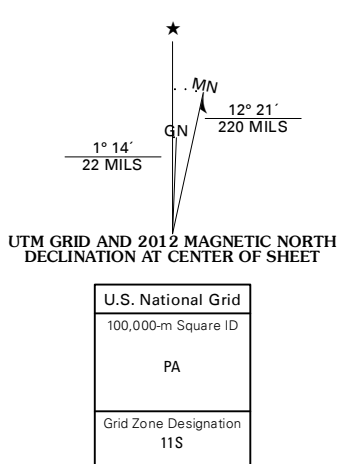 ★
MN
12° 21´
220 MILS
GN
1° 14´
22 MILS
UTM GRID AND 2012 MAGNETIC NORTH
DECLINATION AT CENTER OF SHEET
U.S. National Grid
100,000-m Square ID
PA
Grid Zone Designation
11S